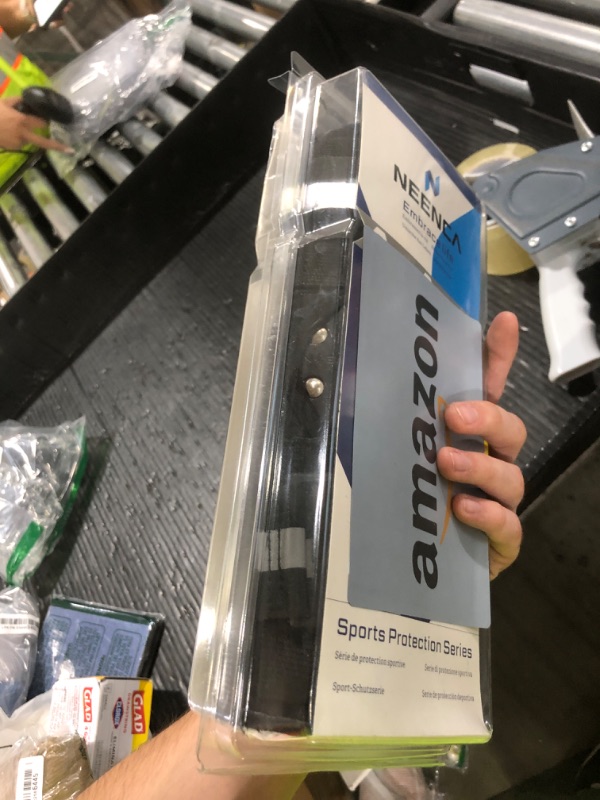 NEENCA
amazon
Sports Protection Series
Série de protection sportive
Serie di protezione sportiva
Sport-Schutzserie
Serie de protección deportiva
GLAD
GLAD